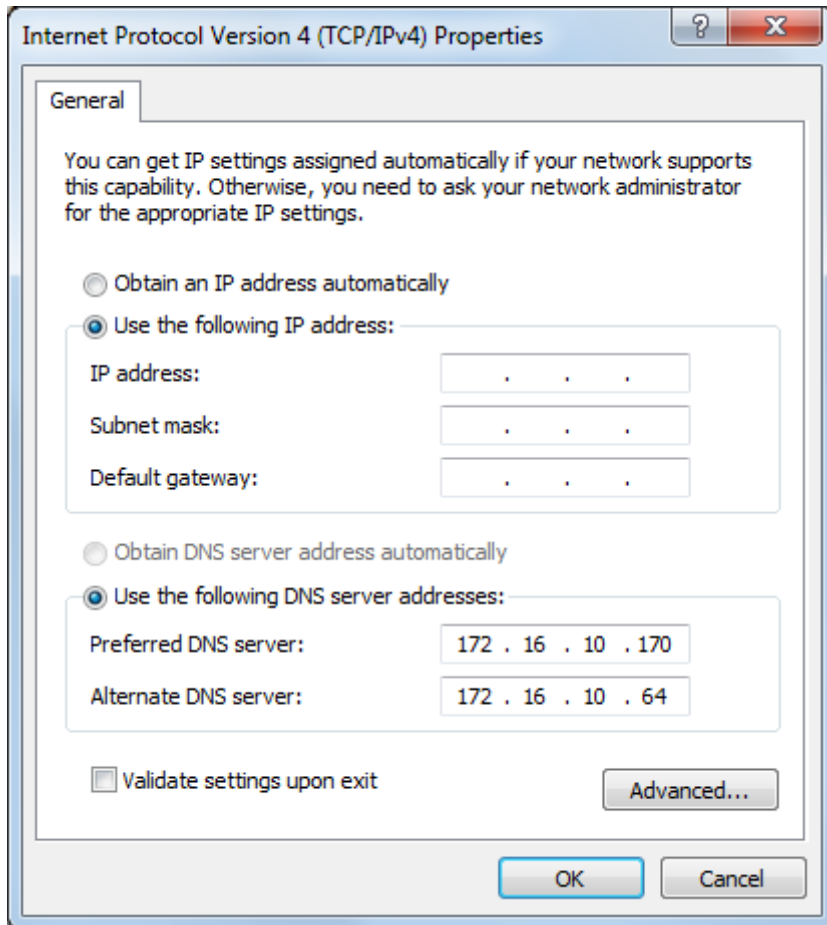 Internet Protocol Version 4 (TCP/IPv4) Properties
General
You can get IP settings assigned automatically if your network supports
this capability. Otherwise, you need to ask your network administrator
for the appropriate IP settings.
Obtain an IP address automatically
Use the following IP address:
IP address: . . .
Subnet mask: . . .
Default gateway: . . .
Obtain DNS server address automatically
Use the following DNS server addresses:
Preferred DNS server: 172 . 16 . 10 . 170
Alternate DNS server: 172 . 16 . 10 . 64
Validate settings upon exit
Advanced...
OK Cancel